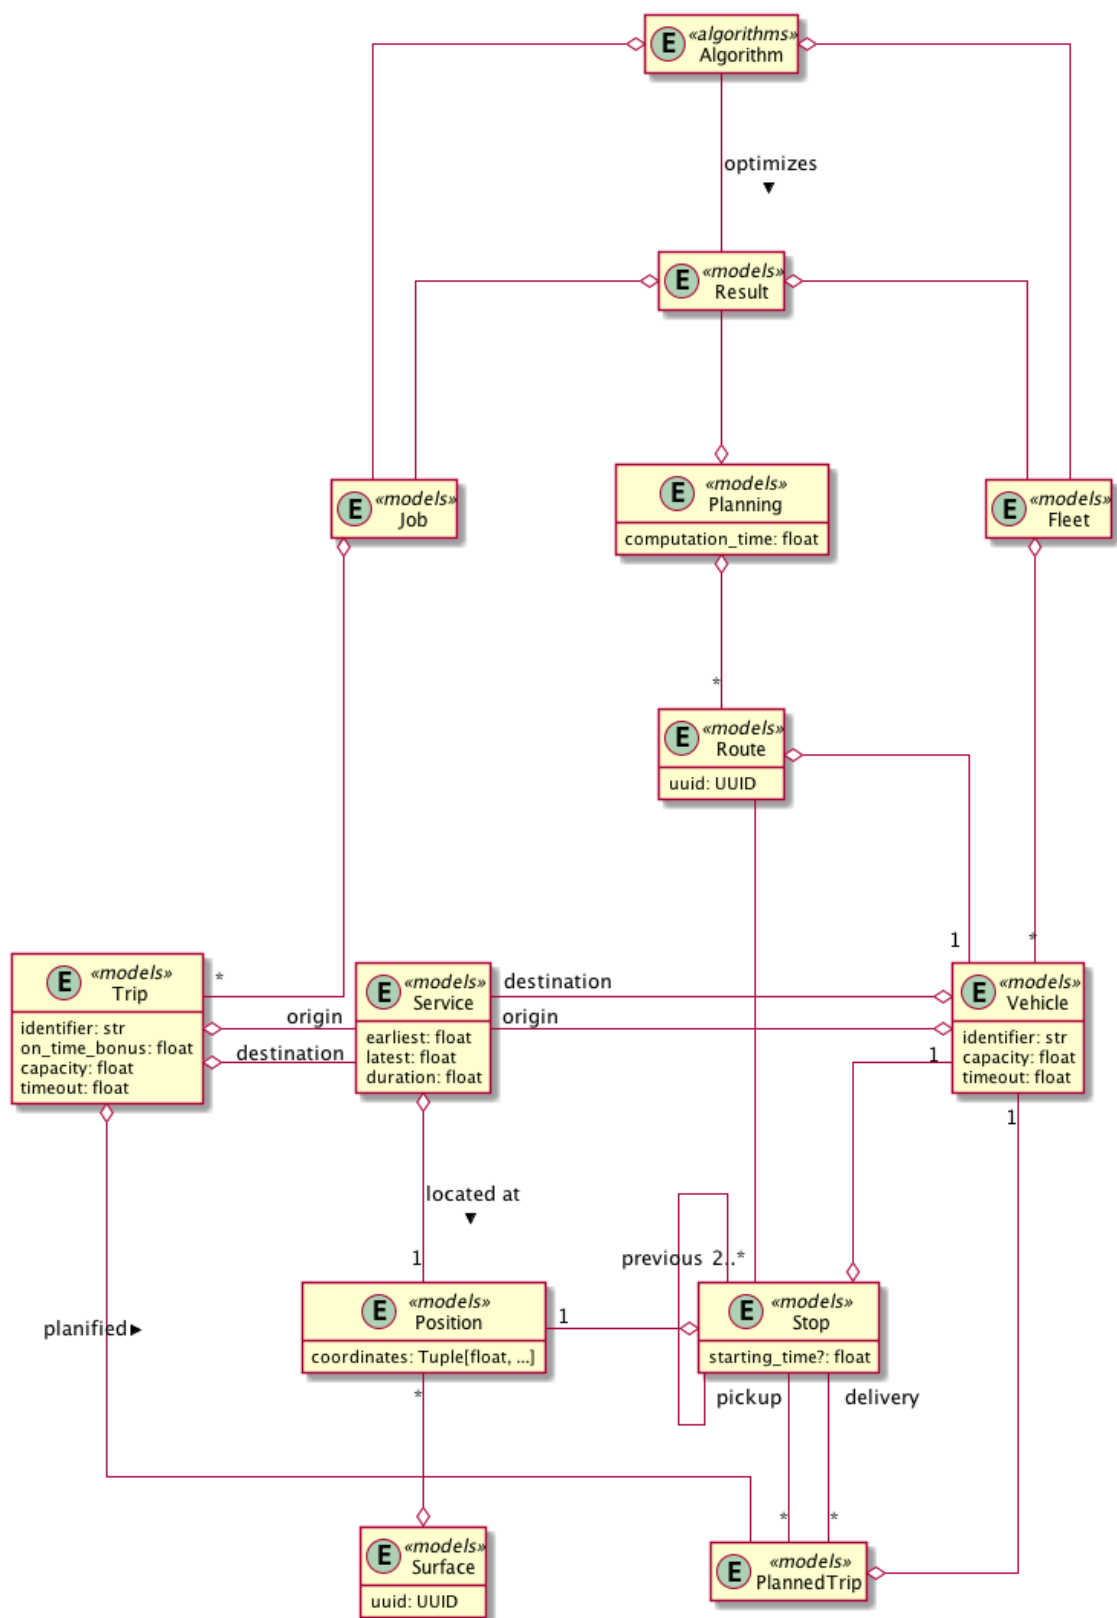 E «algorithms»
Algorithm
optimizes
▼
E «models»
Result
E «models»
Job
E «models»
Planning
computation_time: float
E «models»
Fleet
*
E «models»
Route
uuid: UUID
1
*
E «models»
Trip
identifier: str
on_time_bonus: float
capacity: float
timeout: float
*
origin
destination
E «models»
Service
earliest: float
latest: float
duration: float
destination
origin
E «models»
Vehicle
identifier: str
capacity: float
timeout: float
1
1
located at
▼
1
previous 2..*
planified▶
E «models»
Position
coordinates: Tuple[float, ...]
1
E «models»
Stop
starting_time?: float
*
pickup
delivery
*
*
E «models»
Surface
uuid: UUID
E «models»
PlannedTrip